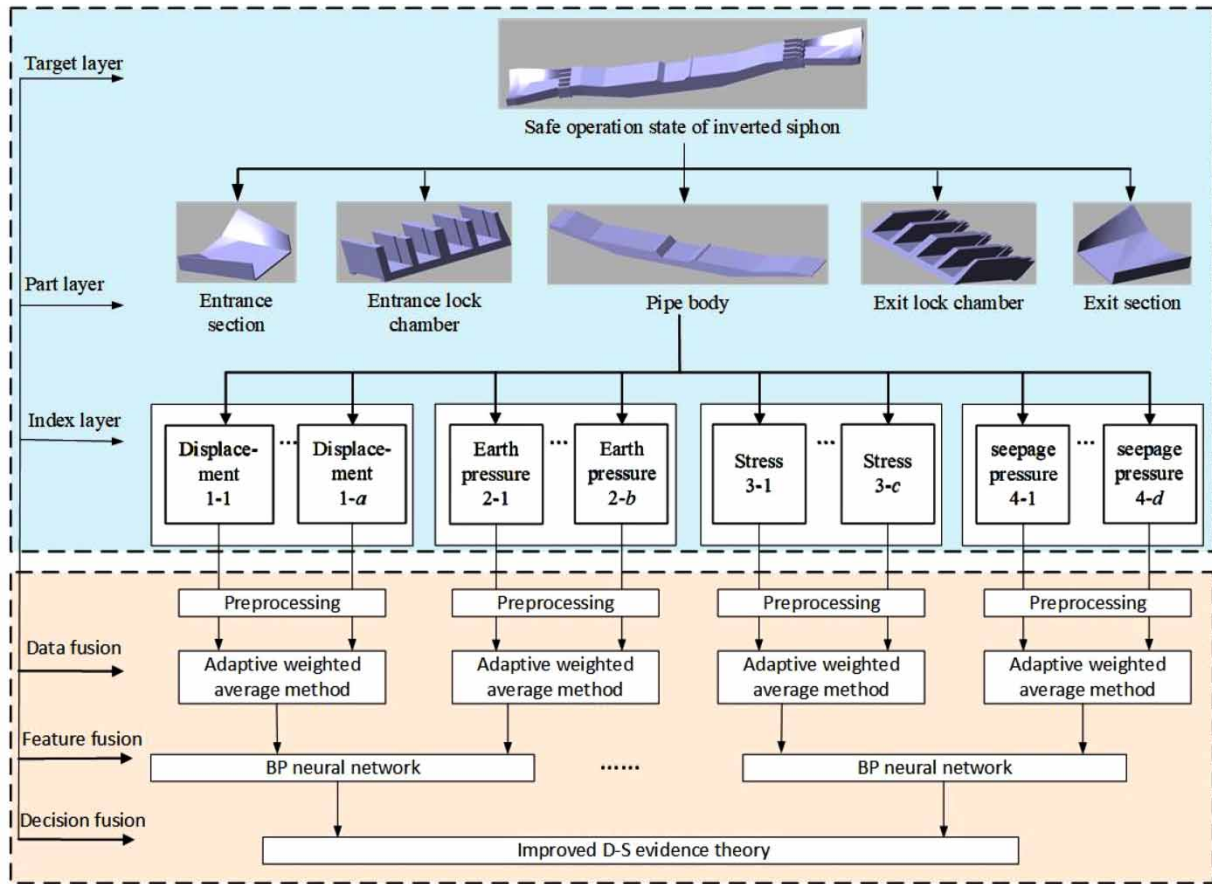 Target layer
Safe operation state of inverted siphon
Part layer
Entrance
section
Entrance lock
chamber
Pipe body
Exit lock chamber
Exit section
Index layer
Displace-
ment
1-1
...
Displace-
ment
1-a
Earth
pressure
2-1
...
Earth
pressure
2-b
Stress
3-1
...
Stress
3-c
seepage
pressure
4-1
...
seepage
pressure
4-d
Preprocessing
Preprocessing
Preprocessing
Preprocessing
Data fusion
Adaptive weighted
average method
Adaptive weighted
average method
Adaptive weighted
average method
Adaptive weighted
average method
Feature fusion
BP neural network
......
BP neural network
Decision fusion
Improved D-S evidence theory